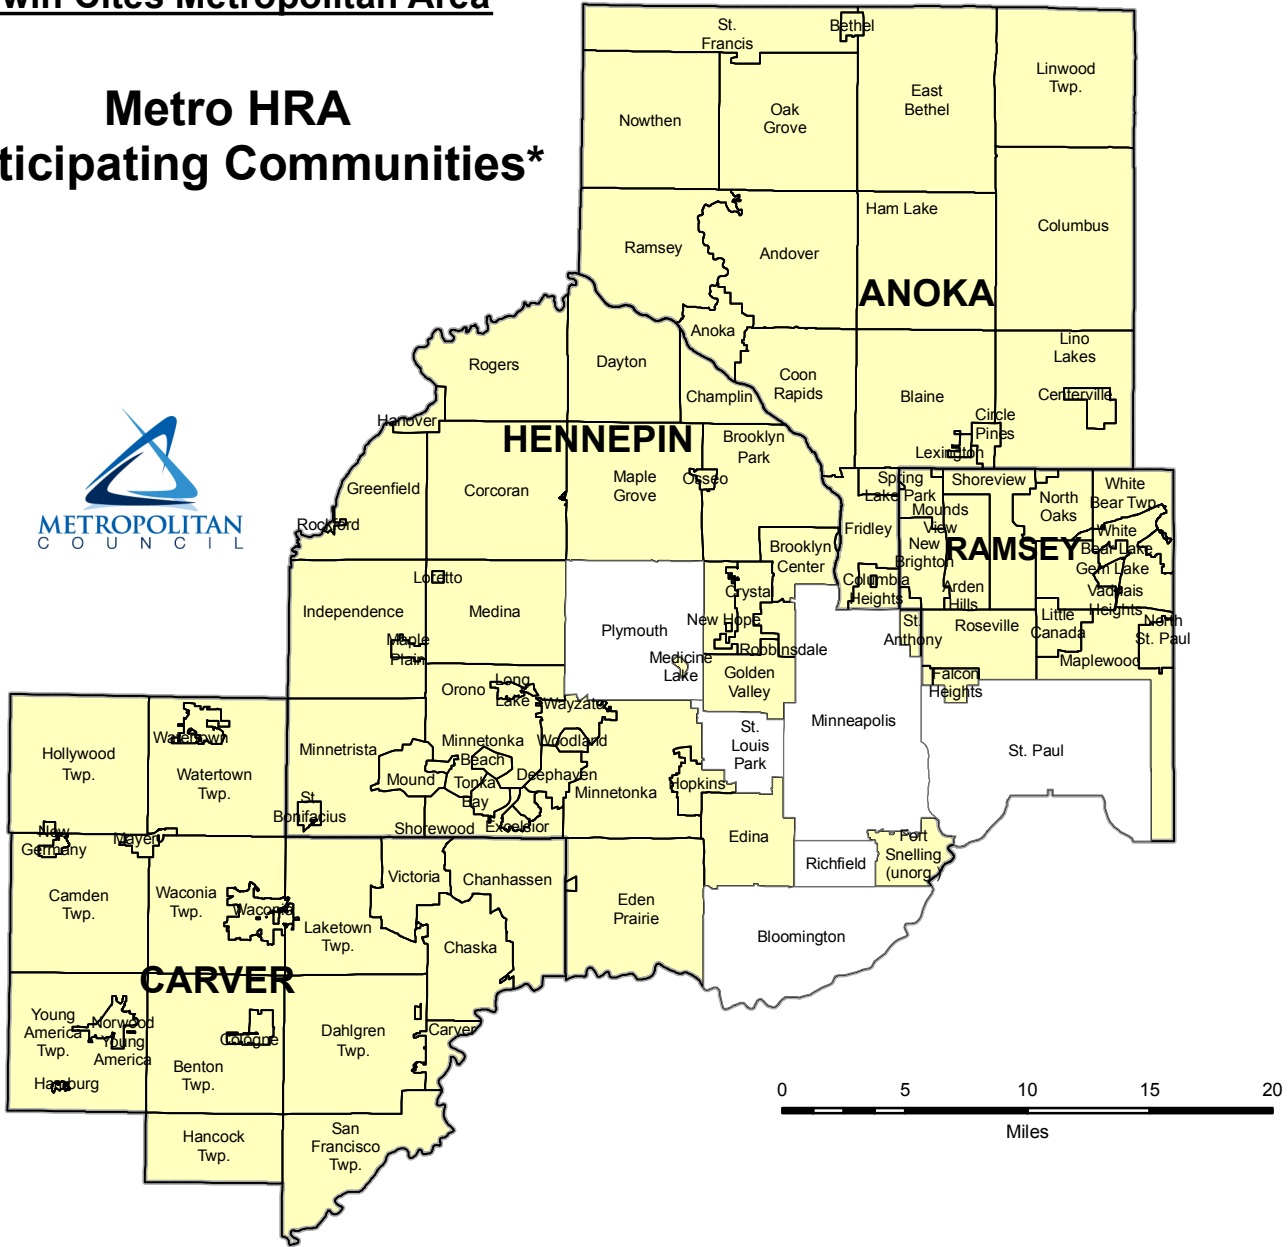 Metro HRA
ticipating Communities*
METROPOLITAN
COUNCIL
St.
Francis
Bethel
Linwood
Twp.
Nowthen
Oak
Grove
East
Bethel
Ramsey
Andover
Ham Lake
Columbus
ANOKA
Anoka
Coon
Rapids
Blaine
Lino
Lakes
Centerville
Circle
Pines
Lexington
Spring
Lake Park
Fridley
Columbia
Heights
Rogers
Dayton
Champlin
Hanover
HENNEPIN
Greenfield
Corcoran
Maple
Grove
Osseo
Brooklyn
Park
Rockford
Brooklyn
Center
Loretto
Independence
Medina
Maple
Plain
Plymouth
Medicine
Lake
Crystal
New Hope
Robbinsdale
Golden
Valley
Orono
Long
Lake
Wayzata
Woodland
Minnetrista
Minnetonka
Beach
Mound
Tonka
Bay
Deephaven
Minnetonka
Hopkins
St.
Bonifacius
Shorewood
Excelsior
St.
Louis
Park
Minneapolis
Edina
Richfield
Fort
Snelling
(unorg.)
Eden
Prairie
Bloomington
Shoreview
Mounds
View
North
Oaks
White
Bear Twp.
White
Bear Lake
RAMSEY
New
Brighton
Gem Lake
Arden
Hills
Vadnais
Heights
St.
Anthony
Roseville
Little
Canada
North
St. Paul
Maplewood
Falcon
Heights
St. Paul
Hollywood
Twp.
Watertown
Watertown
Twp.
New
Germany
Mayer
Camden
Twp.
Waconia
Twp.
Waconia
Laketown
Twp.
Victoria
Chanhassen
Chaska
CARVER
Young
America
Twp.
Norwood
Young
America
Hamburg
Cologne
Benton
Twp.
Dahlgren
Twp.
Carver
Hancock
Twp.
San
Francisco
Twp.
0 5 10 15 20
Miles